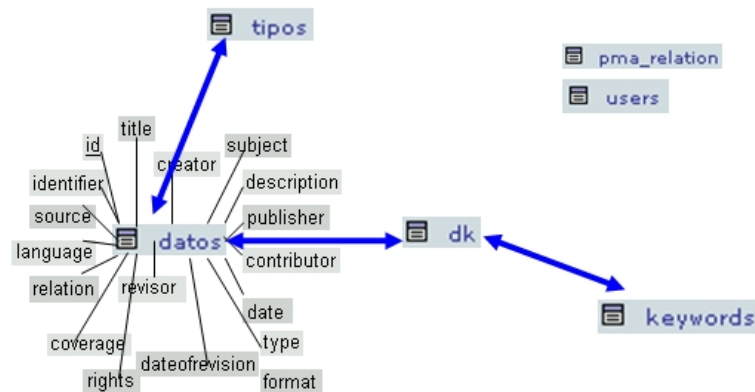 tipos
pma_relation
users
title
id
creator
subject
identifier
description
source
publisher
datos
dk
language
contributor
relation
revisor
date
keywords
coverage
type
dateofrevision
rights
format